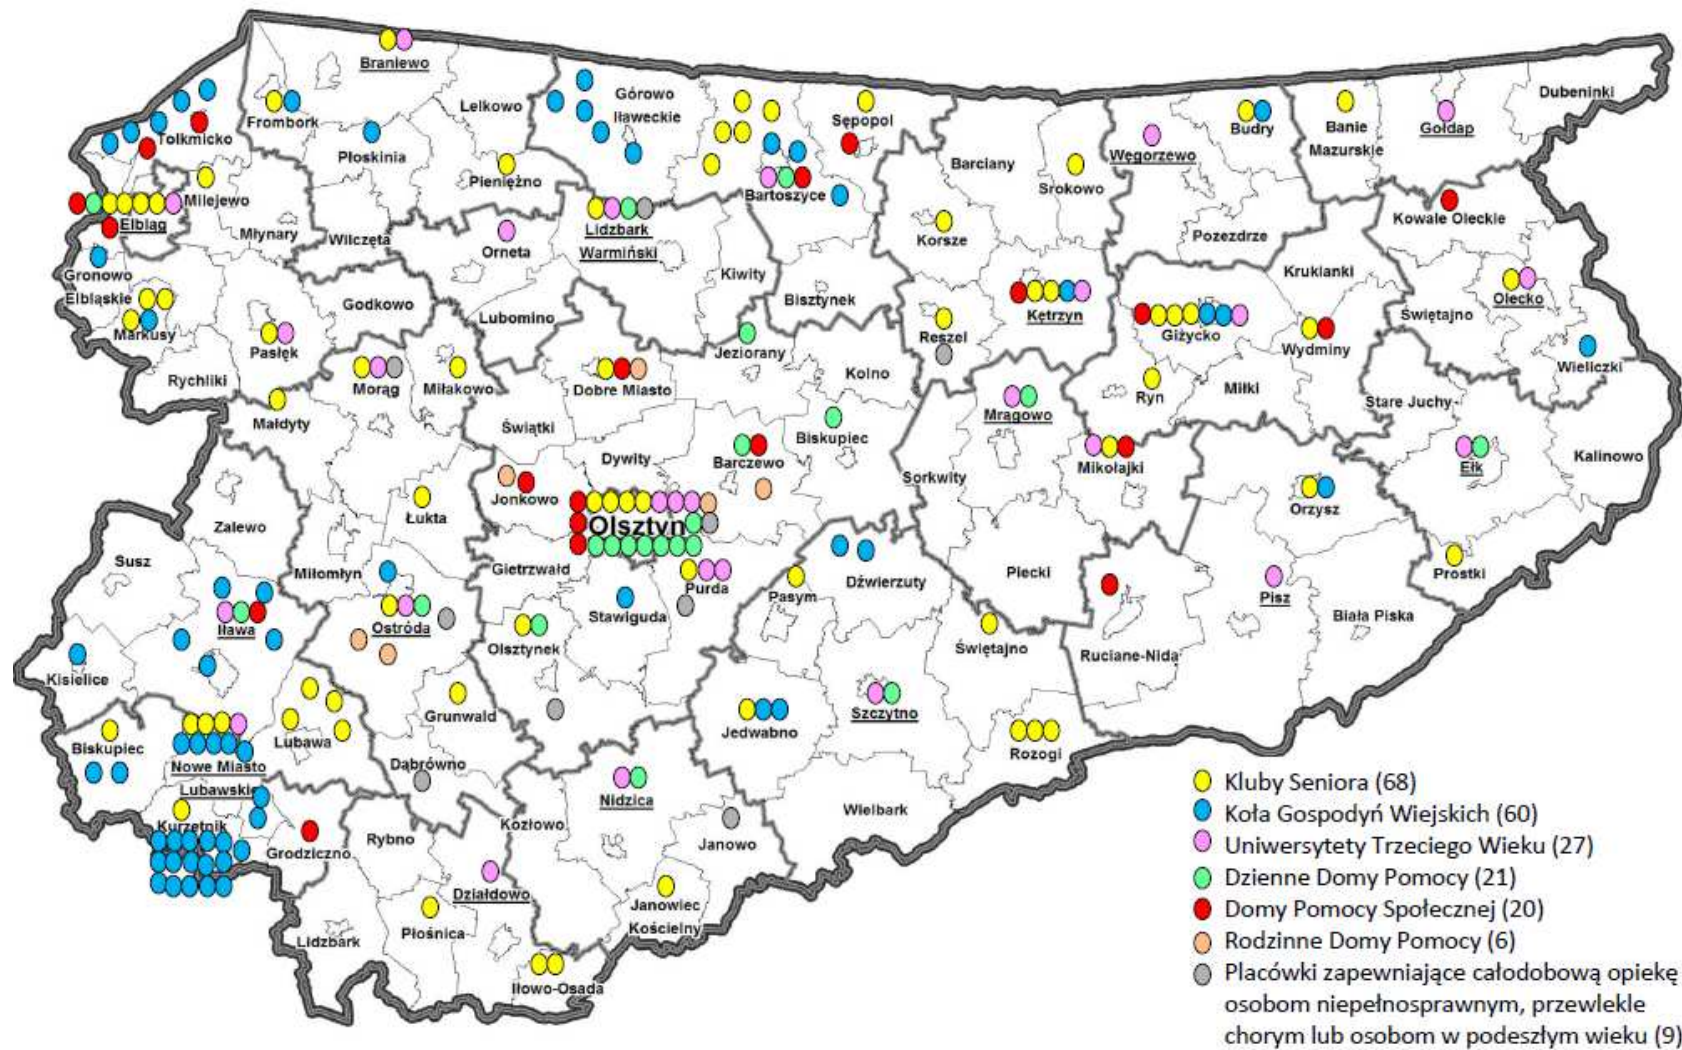 Braniewo
Lelkowo
Górowo
Iławeckie
Sępopol
Budry
Banie
Mazurskie
Gołdap
Dubeninki
Frombork
Tolkmicko
Płoskinia
Pieniężno
Bartoszyce
Barciany
Srokowo
Węgorzewo
Kowale Oleckie
Milejewo
Elbląg
Młynary
Wilczęta
Orneta
Lidzbark
Warmiński
Kiwity
Bisztynek
Korsze
Pozezdrze
Kruklanki
Gronowo
Elbląskie
Markusy
Godkowo
Lubomino
Kętrzyn
Giżycko
Wydminy
Świętajno
Olecko
Wieliczki
Pasłęk
Rychliki
Morąg
Miłakowo
Dobre Miasto
Jeziorany
Kolno
Reszel
Mrągowo
Ryn
Miłki
Stare Juchy
Małdyty
Świątki
Dywity
Barczewo
Biskupiec
Sorkwity
Mikołajki
Ełk
Kalinowo
Zalewo
Łukta
Jonkowo
Olsztyn
Orzysz
Prostki
Susz
Miłomłyn
Gietrzwałd
Purda
Dźwierzuty
Pasym
Piecki
Pisz
Biała Piska
Iława
Ostróda
Olsztynek
Stawiguda
Świętajno
Ruciane-Nida
Kisielice
Grunwald
Szczytno
Jedwabno
Rozogi
Biskupiec
Nowe Miasto
Lubawskie
Lubawa
Dąbrówno
Nidzica
Wielbark
Kurzętnik
Grodziczno
Rybno
Kozłowo
Janowo
Działdowo
Janowiec
Kościelny
Lidzbark
Płośnica
Iłowo-Osada
Kluby Seniora (68)
Koła Gospodyń Wiejskich (60)
Uniwersytety Trzeciego Wieku (27)
Dzienne Domy Pomocy (21)
Domy Pomocy Społecznej (20)
Rodzinne Domy Pomocy (6)
Placówki zapewniające całodobową opiekę
osobom niepełnosprawnym, przewlekle
chorym lub osobom w podeszłym wieku (9)